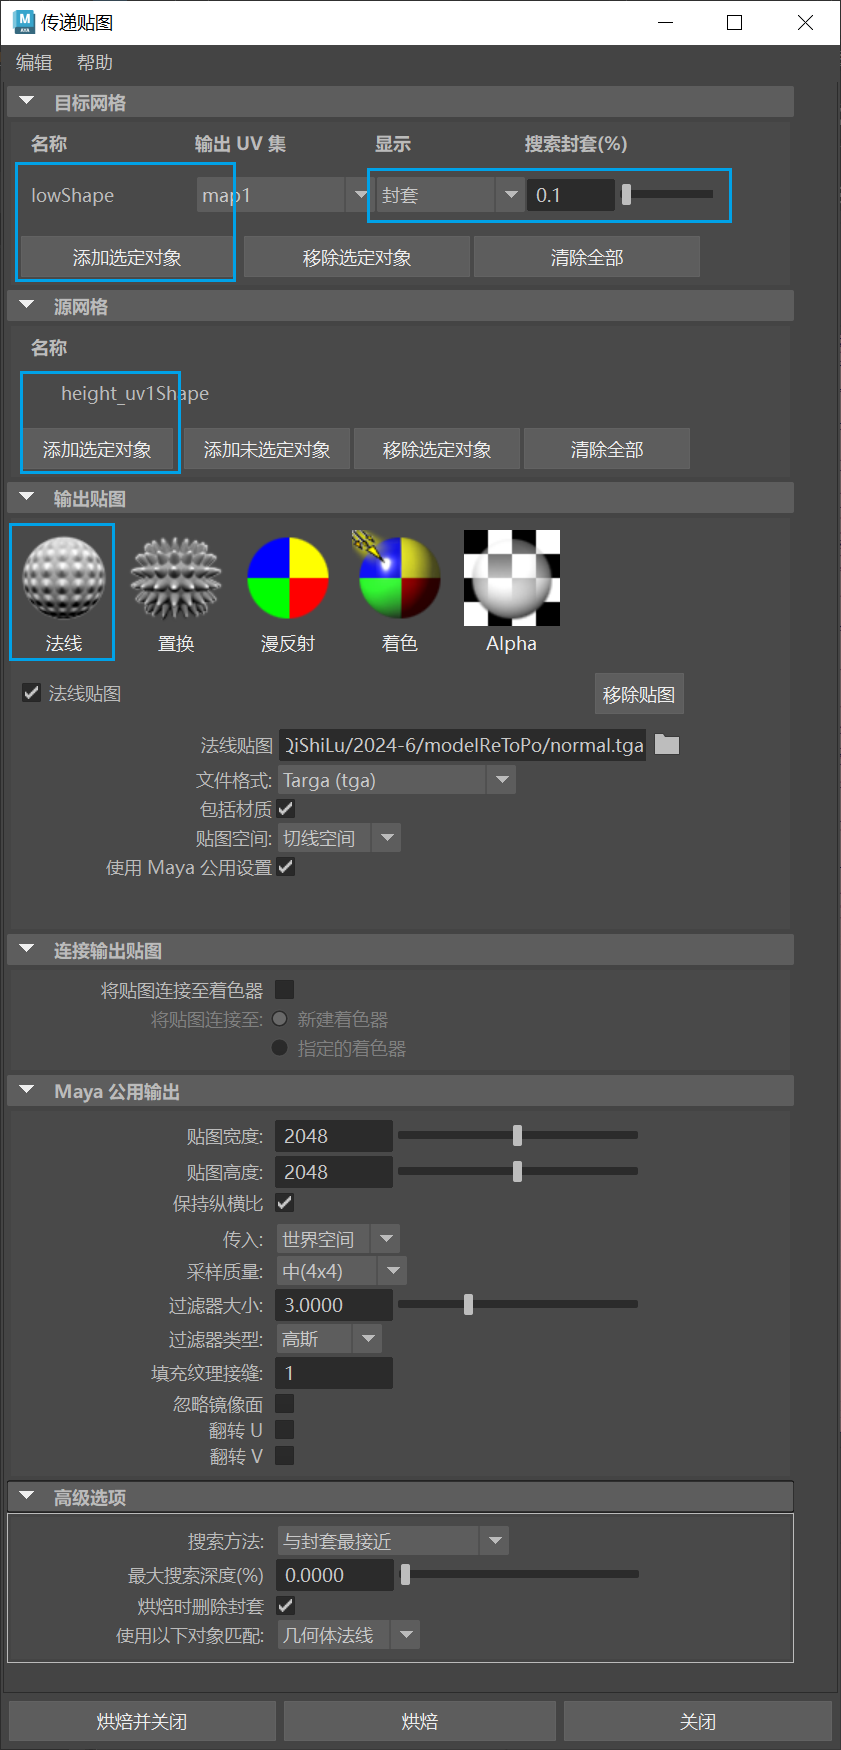 传递贴图
编辑 帮助
目标网格
名称 输出 UV 集 显示 搜索封套(%)
lowShape map1 封套 0.1
添加选定对象 移除选定对象 清除全部
源网格
名称
height_uv1Shape
添加选定对象 添加未选定对象 移除选定对象 清除全部
输出贴图
法线 置换 漫反射 着色 Alpha
法线贴图 移除贴图
法线贴图 QiShiLu/2024-6/modelReToPo/normal.tga
文件格式: Targa (tga)
包括材质
贴图空间: 切线空间
使用 Maya 公用设置
连接输出贴图
将贴图连接至着色器
将贴图连接至: 新建着色器
指定的着色器
Maya 公用输出
贴图宽度: 2048
贴图高度: 2048
保持纵横比
传入: 世界空间
采样质量: 中(4x4)
过滤器大小: 3.0000
过滤器类型: 高斯
填充纹理接缝: 1
忽略镜像面
翻转 U
翻转 V
高级选项
搜索方法: 与封套最接近
最大搜索深度(%) 0.0000
烘焙时删除封套
使用以下对象匹配: 几何体法线
烘焙并关闭 烘焙 关闭